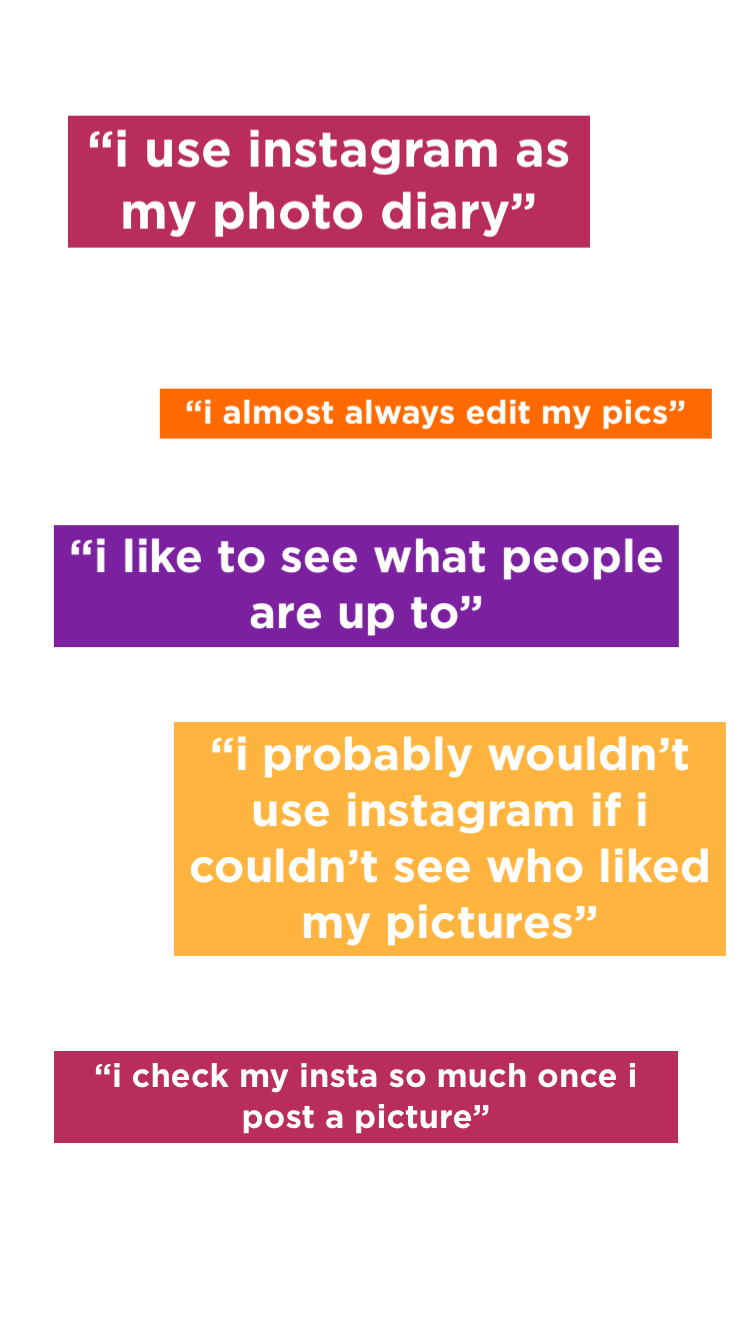 “i use instagram as
my photo diary”
“i almost always edit my pics”
“i like to see what people
are up to”
“i probably wouldn’t
use instagram if i
couldn’t see who liked
my pictures”
“i check my insta so much once i
post a picture”